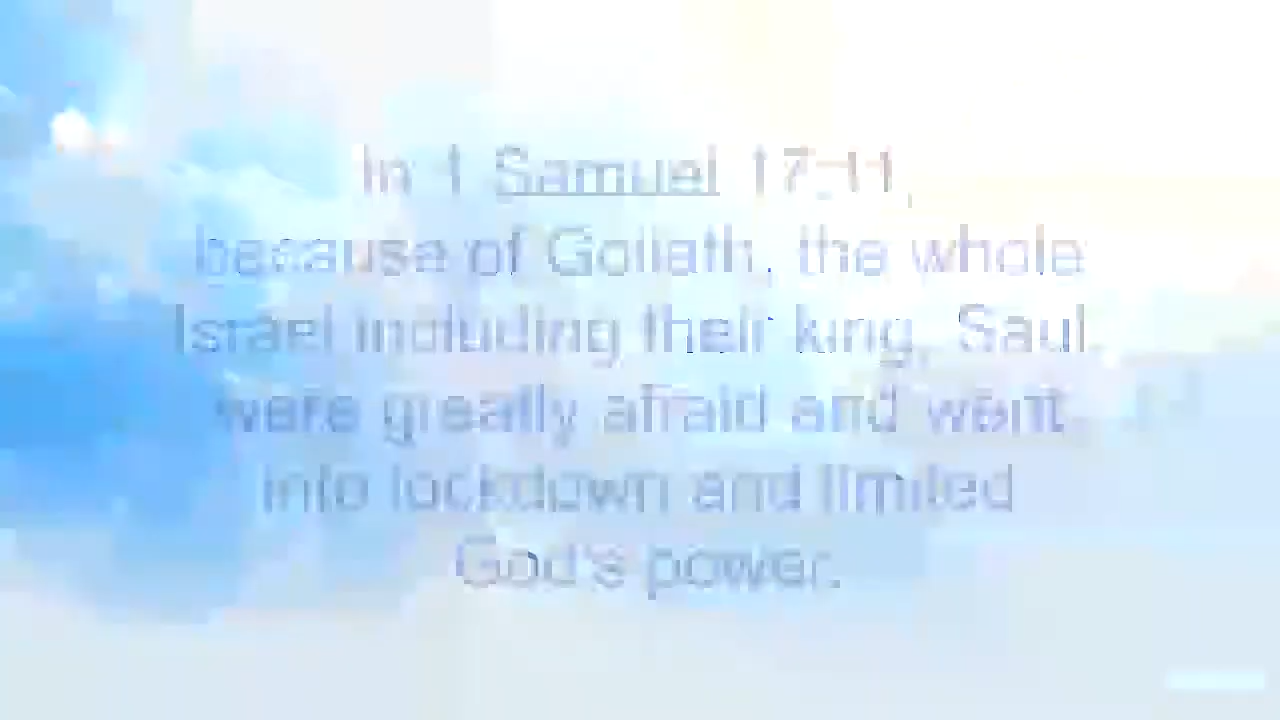 In 1 Samuel 17:11,
because of Goliath, the whole
Israel including their king, Saul,
were greatly afraid and went
into lockdown and limited
God's power.